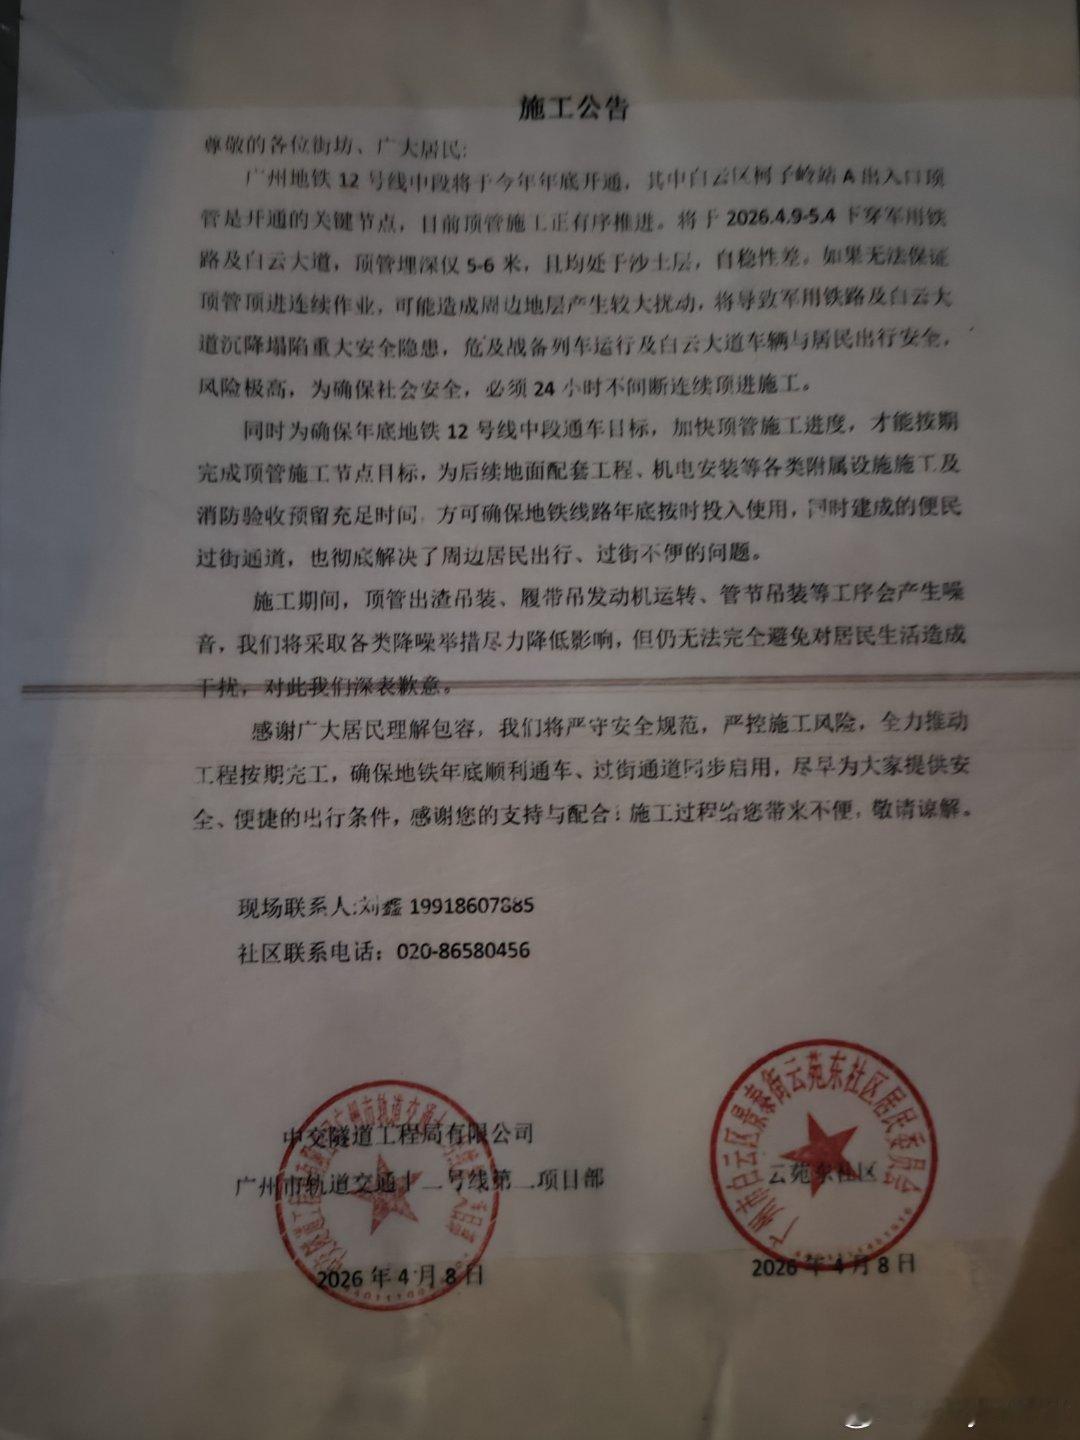 施工公告
尊敬的各位街坊、广大居民:
广州地铁 12 号线中段将于今年年底开通，其中白云区柯子岭站 A 出入口顶
管是开通的关键节点，目前顶管施工正有序推进。将于 2026.4.9-5.4 下穿军用铁
路及白云大道，顶管埋深仅 5-6 米，且均处于沙土层，自稳性差。如果无法保证
顶管顶进连续作业，可能造成周边地层产生较大扰动，将导致军用铁路及白云大
道沉降塌陷重大安全隐患，危及战备列车运行及白云大道车辆与居民出行安全，
风险极高，为确保社会安全，必须 24 小时不间断连续顶进施工。
同时为确保年底地铁 12 号线中段通车目标，加快顶管施工进度，才能按期
完成顶管施工节点目标，为后续地面配套工程、机电安装等各类附属设施施工及
消防验收预留充足时间，方可确保地铁线路年底按时投入使用，同时建成的便民
过街通道，也彻底解决了周边居民出行、过街不便的问题。
施工期间，顶管出渣吊装、履带吊发动机运转、管节吊装等工序会产生噪
音，我们将采取各类降噪举措尽力降低影响，但仍无法完全避免对居民生活造成
干扰，对此我们深表歉意。
感谢广大居民理解包容，我们将严守安全规范，严控施工风险，全力推动
工程按期完工，确保地铁年底顺利通车、过街通道同步启用，尽早为大家提供安
全、便捷的出行条件，感谢您的支持与配合！施工过程给您带来不便，敬请谅解。
现场联系人:刘鑫 19918607885
社区联系电话：020-86580456
中交隧道工程局有限公司
广州市轨道交通十二号线第二项目部
2026 年 4 月 8 日
广州市白云区景泰街云苑东社区居民委员会
云苑东社区
2026 年 4 月 8 日